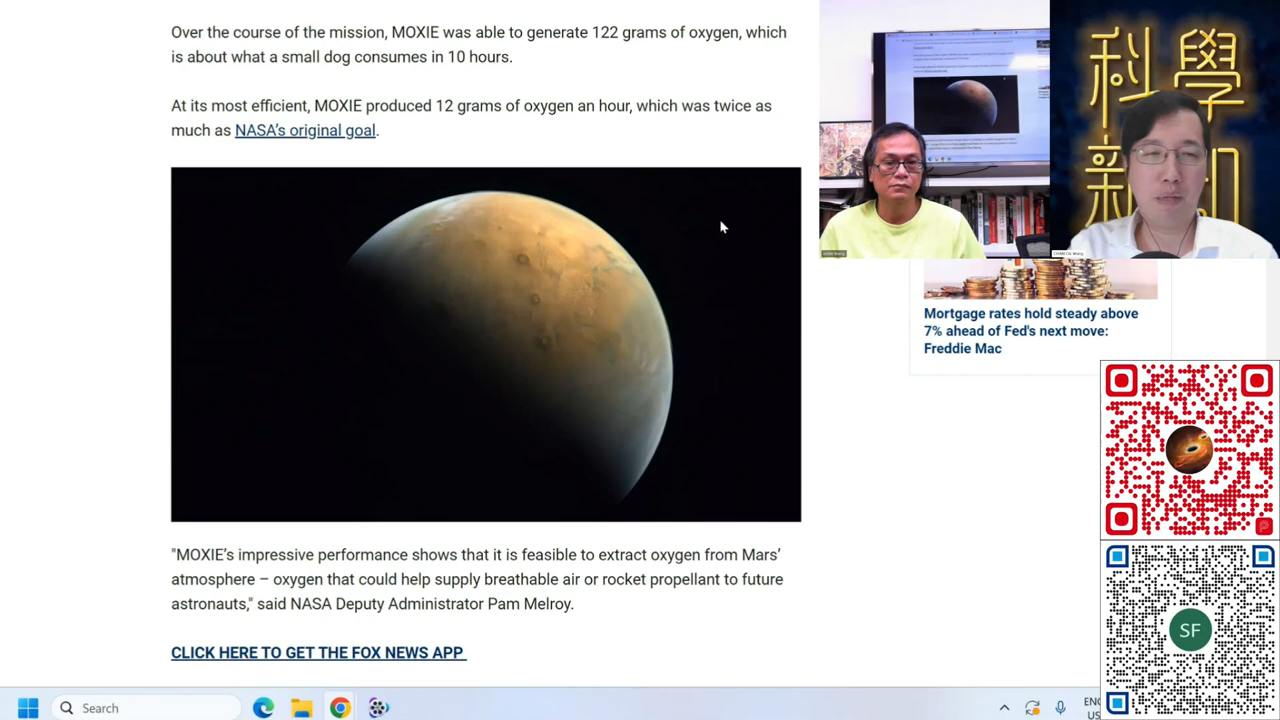 Over the course of the mission, MOXIE was able to generate 122 grams of oxygen, which
is about what a small dog consumes in 10 hours.
At its most efficient, MOXIE produced 12 grams of oxygen an hour, which was twice as
much as NASA's original goal.
科學
新知
Mortgage rates hold steady above
7% ahead of Fed's next move:
Freddie Mac
SF
"MOXIE's impressive performance shows that it is feasible to extract oxygen from Mars'
atmosphere – oxygen that could help supply breathable air or rocket propellant to future
astronauts," said NASA Deputy Administrator Pam Melroy.
CLICK HERE TO GET THE FOX NEWS APP
Search
ENG
US